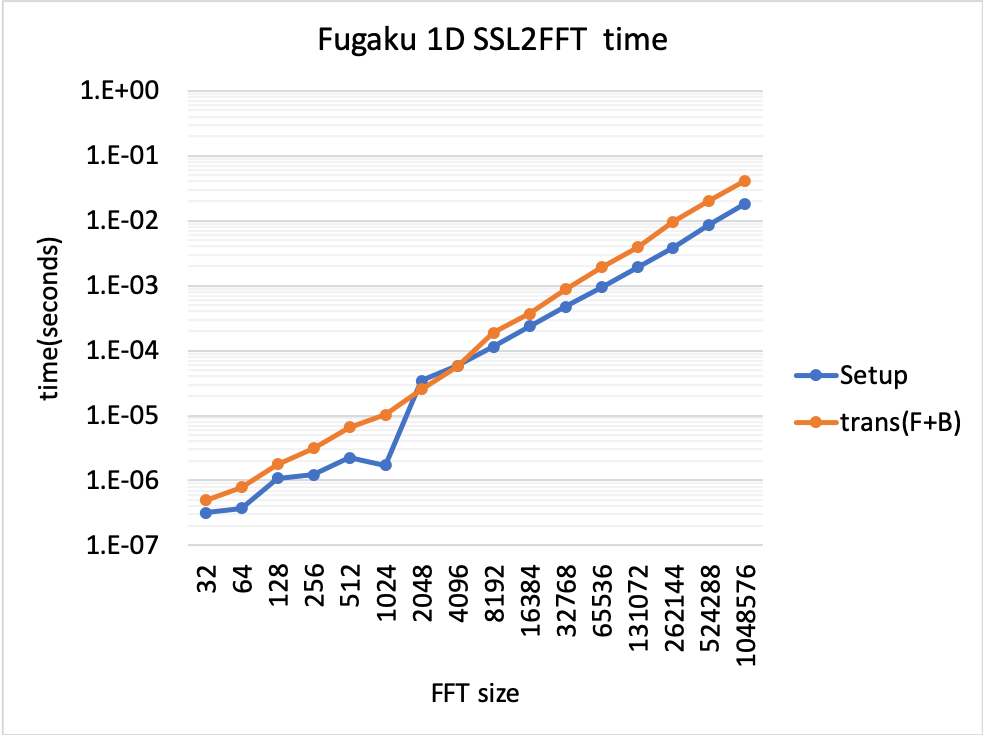 Fugaku 1D SSL2FFT  time
1.E+00
1.E-01
1.E-02
1.E-03
1.E-04
1.E-05
1.E-06
1.E-07
time(seconds)
Setup
trans(F+B)
32
64
128
256
512
1024
2048
4096
8192
16384
32768
65536
131072
262144
524288
1048576
FFT size